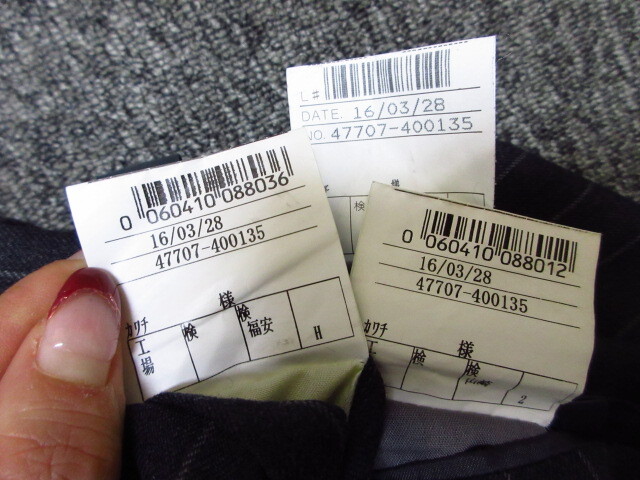 L#
DATE. 16/03/28
NO. 47707-400135
検
0 060410 088036
16/03/28
47707-400135
様
カワチ
工場
検
検
福安
H
0 060410 088012
16/03/28
47707-400135
様
カワチ
工場
検
検
2